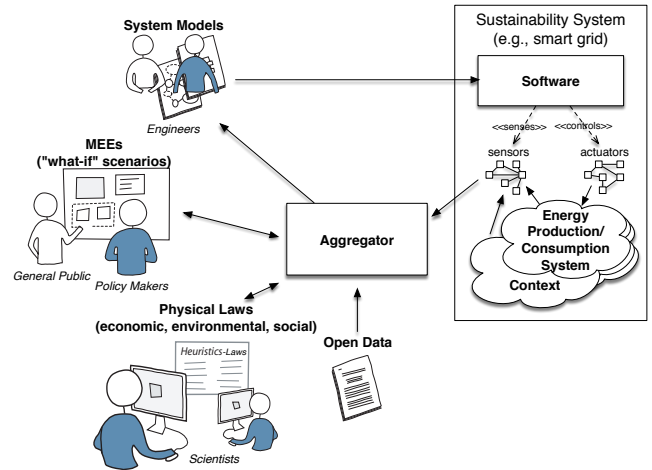 System Models
Engineers
MEEs
("what-if" scenarios)
General Public
Policy Makers
Physical Laws
(economic, environmental, social)
Heuristics-Laws
Scientists
Aggregator
Open Data
Sustainability System
(e.g., smart grid)
Software
<<senses>>
<<controls>>
sensors
actuators
Energy
Production/
Consumption
System
Context